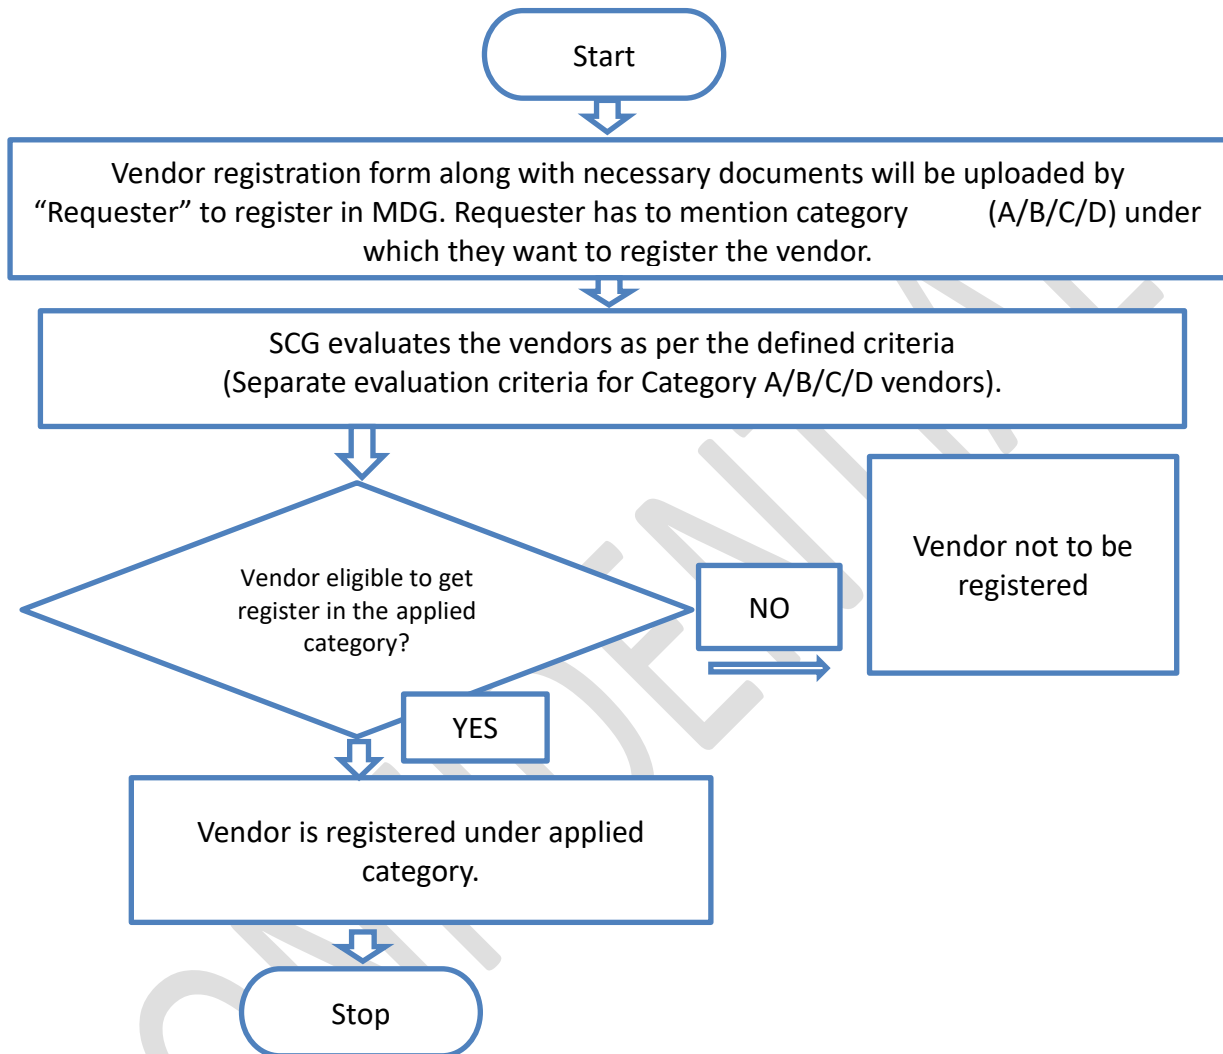 Start
Vendor registration form along with necessary documents will be uploaded by
“Requester” to register in MDG. Requester has to mention category (A/B/C/D) under
which they want to register the vendor.
SCG evaluates the vendors as per the defined criteria
(Separate evaluation criteria for Category A/B/C/D vendors).
Vendor eligible to get
register in the applied
category?
NO
Vendor not to be
registered
YES
Vendor is registered under applied
category.
Stop
CONFIDENTIAL